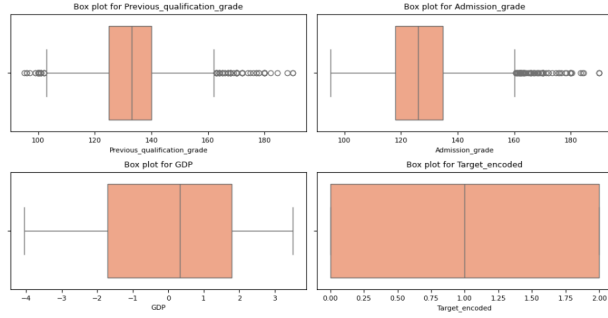 Box plot for Previous_qualification_grade
100 120 140 160 180
Previous_qualification_grade
Box plot for Admission_grade
100 120 140 160 180
Admission_grade
Box plot for GDP
−4 −3 −2 −1 0 1 2 3
GDP
Box plot for Target_encoded
0.00 0.25 0.50 0.75 1.00 1.25 1.50 1.75 2.00
Target_encoded